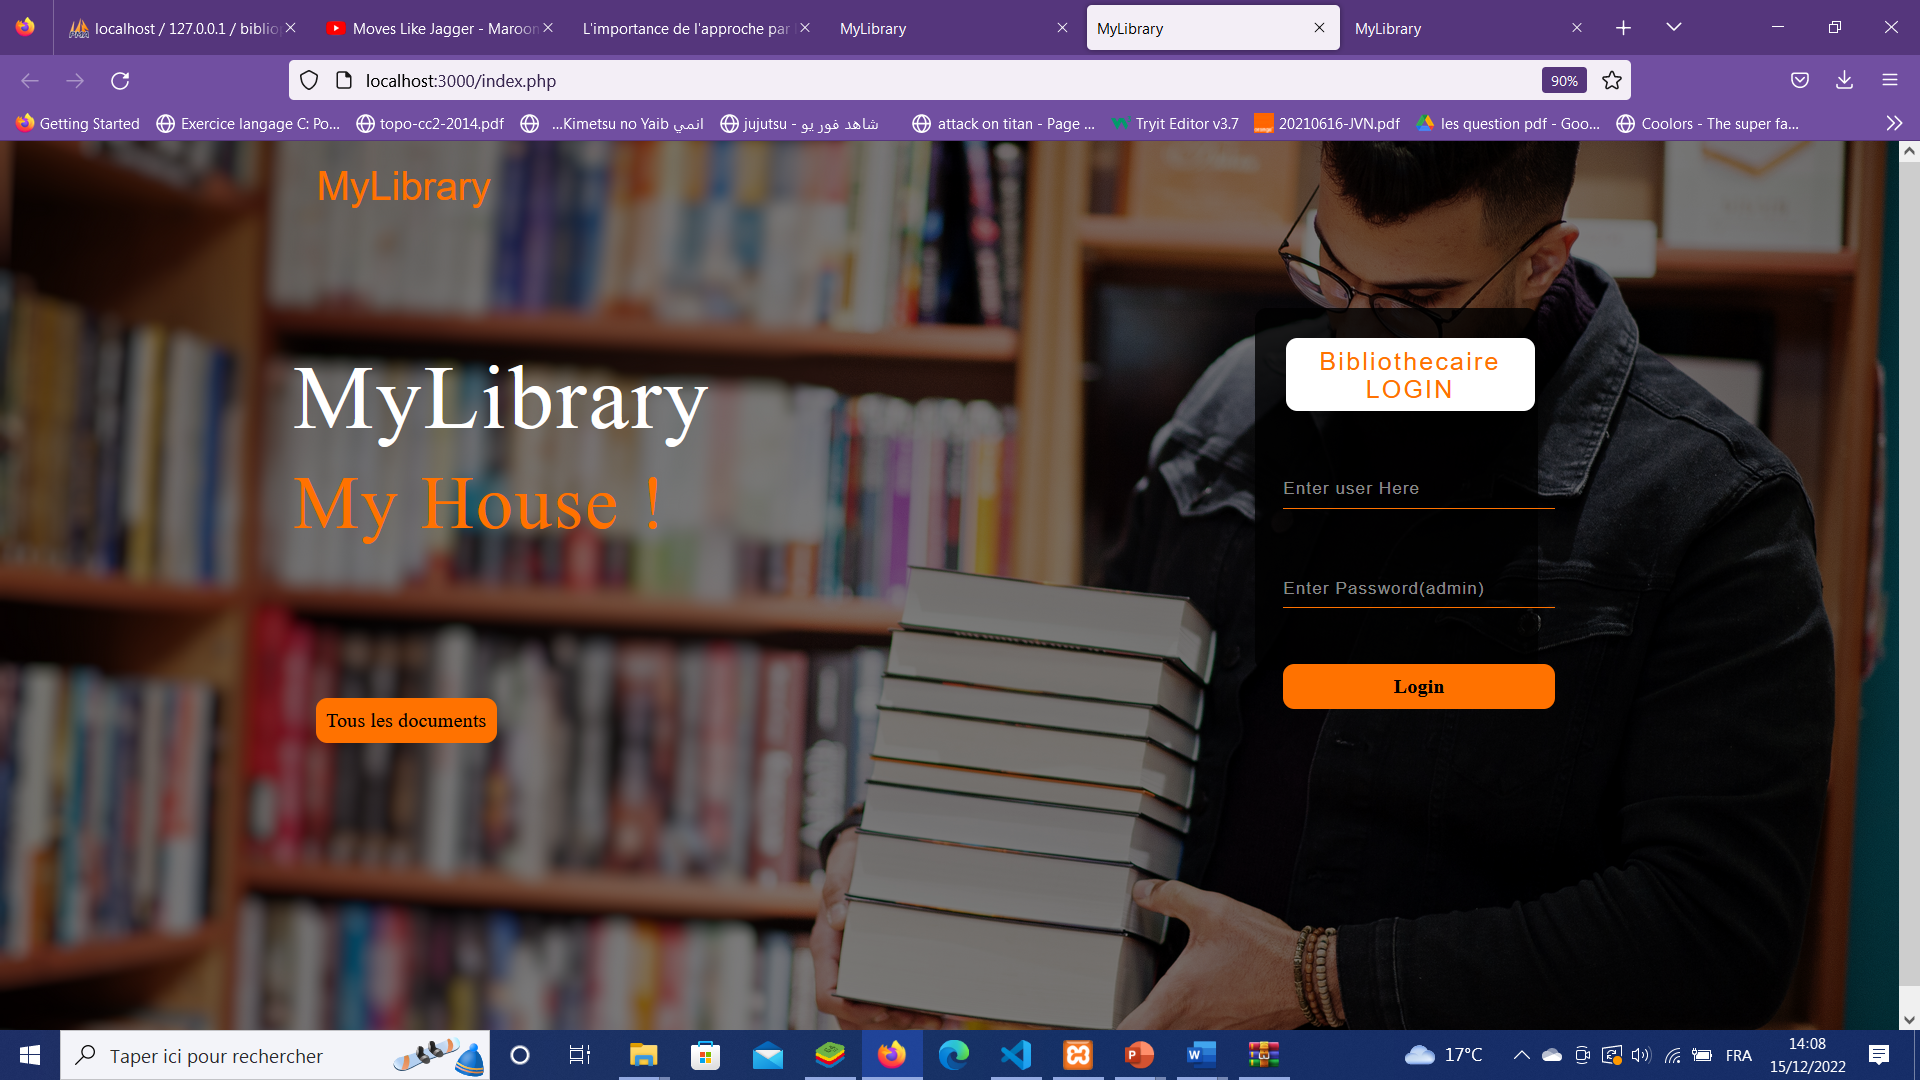 localhost / 127.0.0.1 / bibliop
Moves Like Jagger - Maroon
L'importance de l'approche par
MyLibrary
MyLibrary
MyLibrary
localhost:3000/index.php
90%
Getting Started
Exercice langage C: Po...
topo-cc2-2014.pdf
انمي Kimetsu no Yaib...
شاهد فور يو - jujutsu
attack on titan - Page ...
Tryit Editor v3.7
20210616-JVN.pdf
les question pdf - Goo...
Coolors - The super fa...
MyLibrary
MyLibrary
My House !
Tous les documents
Bibliothecaire
LOGIN
Enter user Here
Enter Password(admin)
Login
Taper ici pour rechercher
17°C
FRA
14:08
15/12/2022